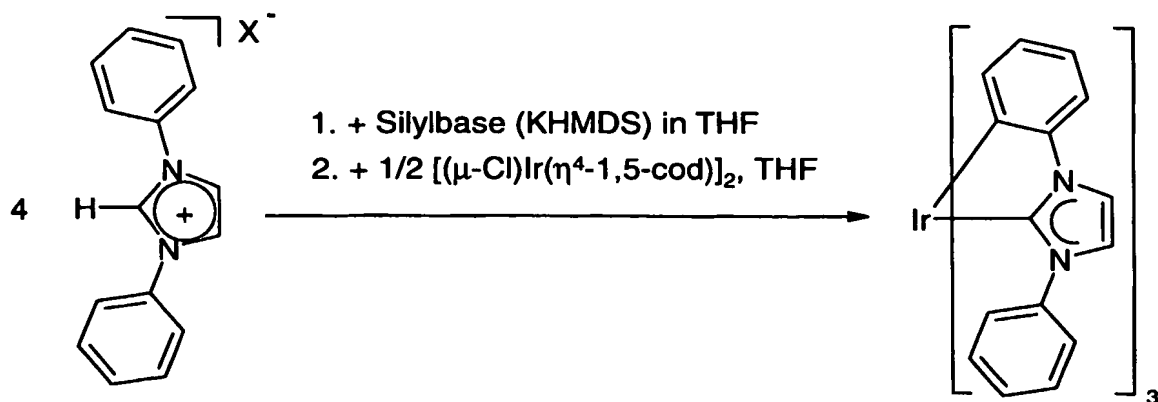 X-
1. + Silylbase (KHMDS) in THF
2. + 1/2 [(μ-Cl)Ir(η⁴-1,5-cod)]₂, THF
N
N
4 H + Ir
N
N
3